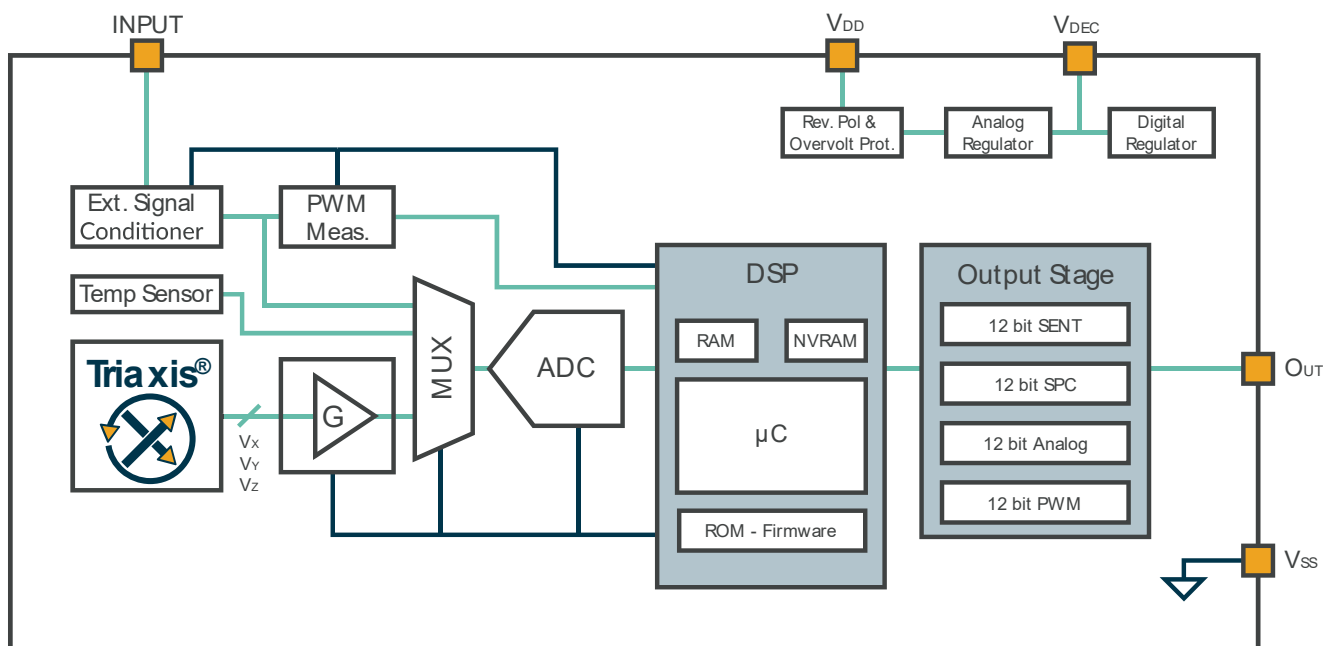 INPUT
VDD
VDEC
Rev. Pol &
Overvolt Prot.
Analog
Regulator
Digital
Regulator
Ext. Signal
Conditioner
PWM
Meas.
Temp Sensor
Triaxis®
VX
VY
VZ
G
MUX
ADC
DSP
RAM
NVRAM
µC
ROM - Firmware
Output Stage
12 bit SENT
12 bit SPC
12 bit Analog
12 bit PWM
OUT
VSS